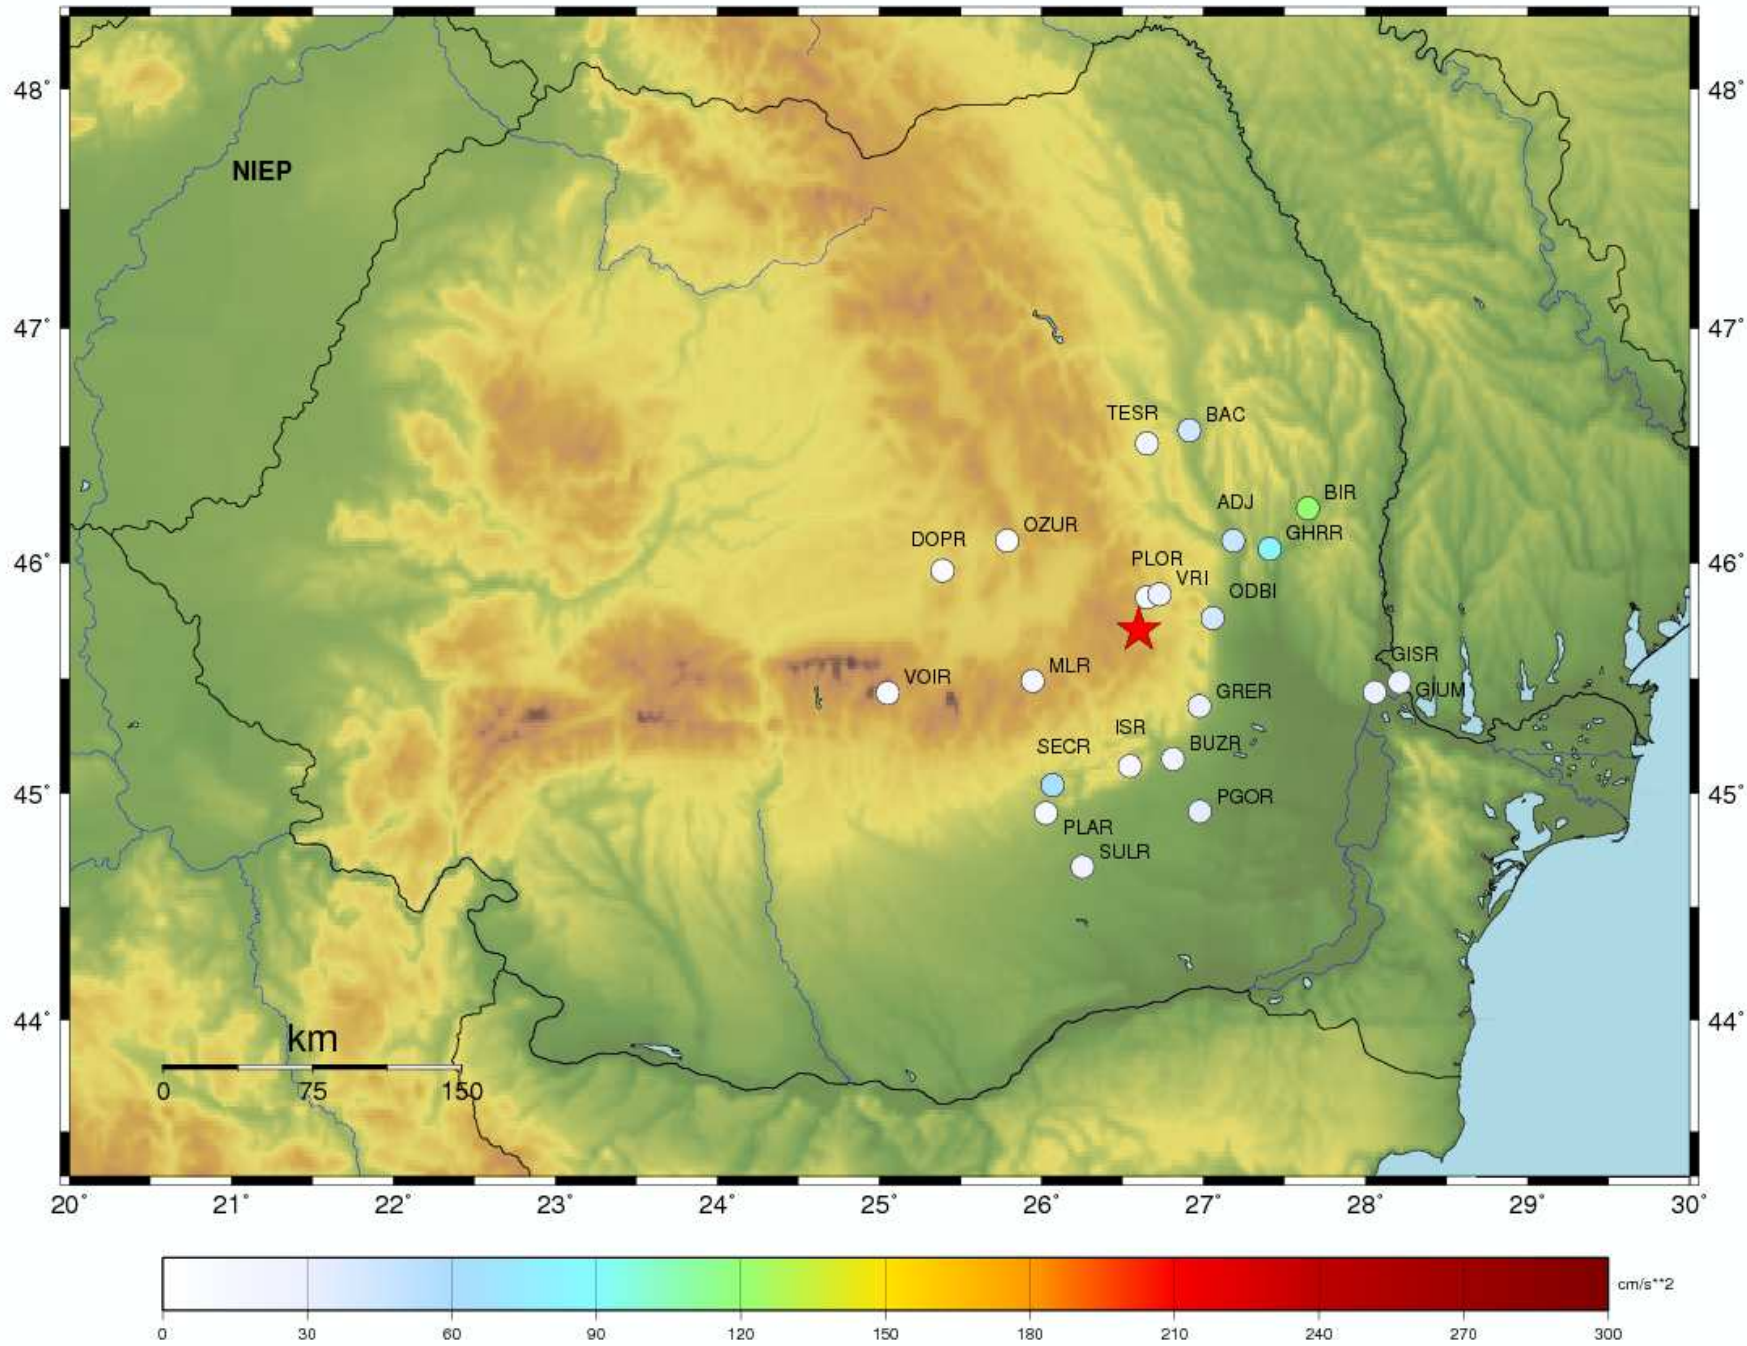 48° 48°
NIEP
47° 47°
TESR BAC
BIR
ADJ
OZUR GHRR
DOPR
46° 46°
PLOR
VRI
ODBI
GISR
MLR
VOIR
GRER GIUM
ISR
BUZR
SECR
45° 45°
PGOR
PLAR
SULR
44° 44°
km
0 75 150
20° 21° 22° 23° 24° 25° 26° 27° 28° 29° 30°
cm/s**2
0 30 60 90 120 150 180 210 240 270 300